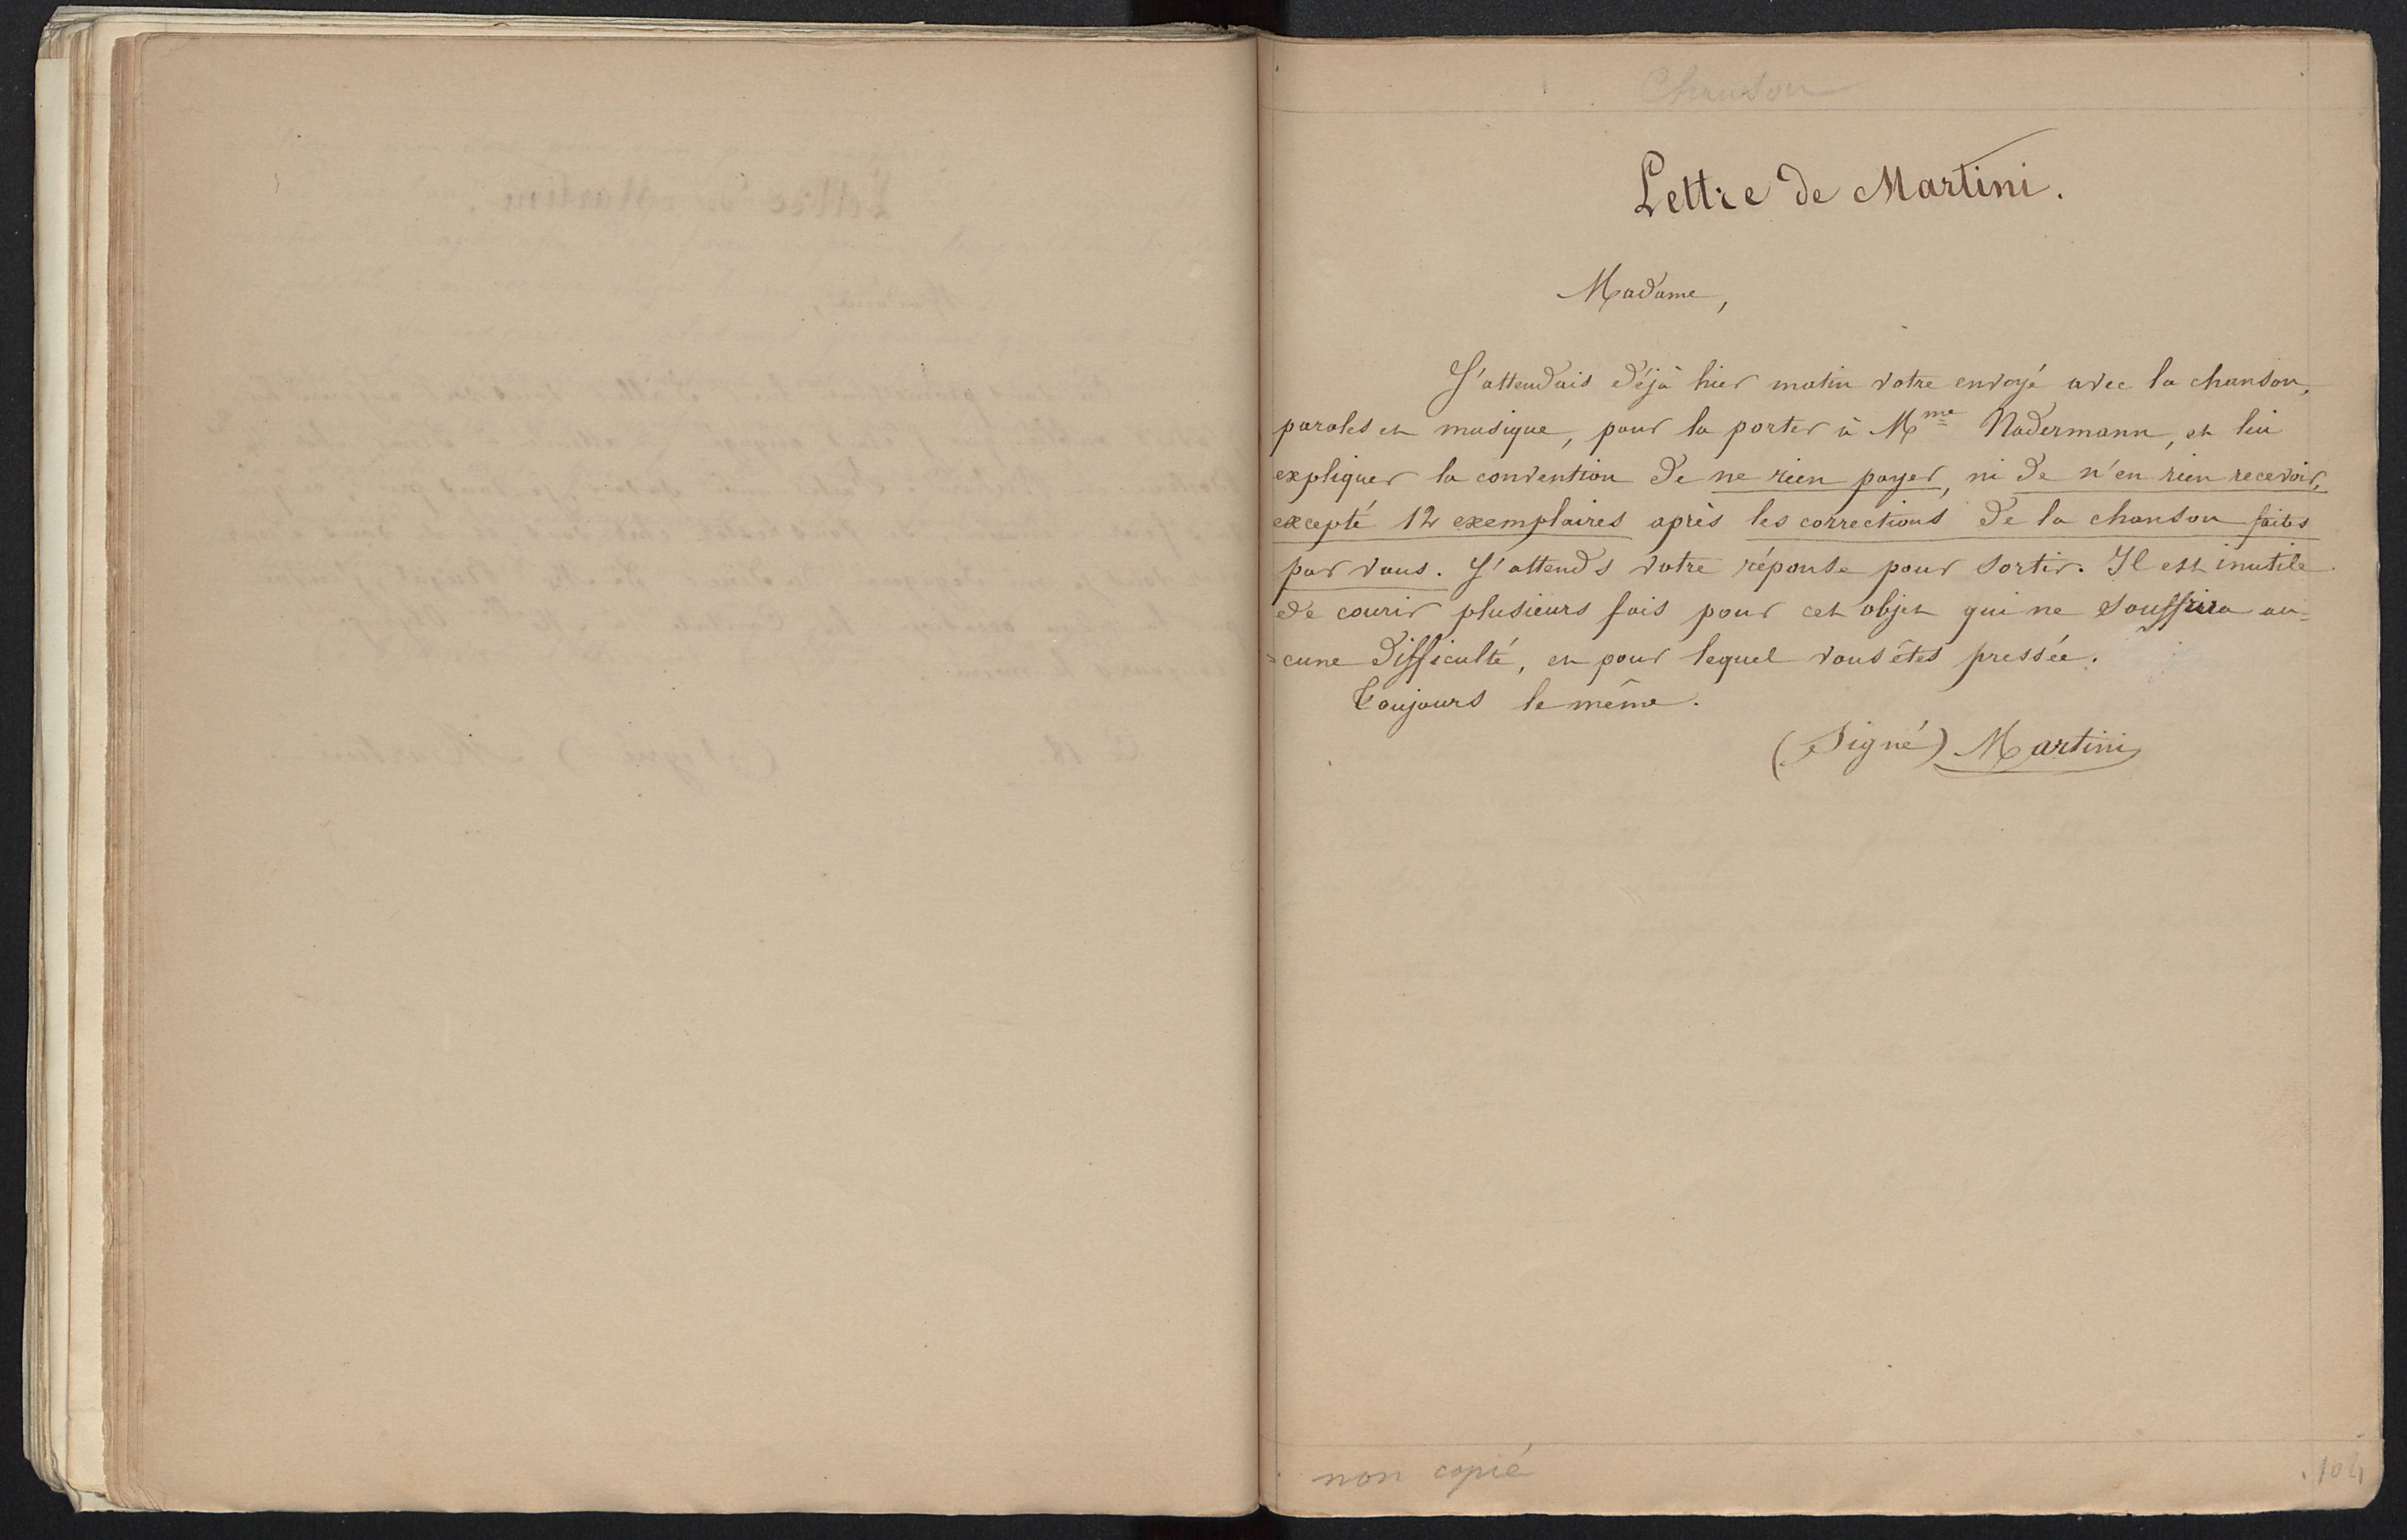 Chanson
Lettre de Martini.
Madame,
J'attendais déjà hier matin votre envoyé avec la chanson,
paroles et musique, pour la porter à Mme Nadermann, et lui
expliquer la convention de ne rien payer, ni de n'en rien recevoir,
excepté 12 exemplaires après les corrections de la chanson faites
par vous. J'attends votre réponse pour sortir. Il est inutile
de courir plusieurs fois pour cet objet qui ne souffrira au-
cune difficulté, et pour lequel vous êtes pressée.
Toujours le même.
(Signé) Martini
non copié
104